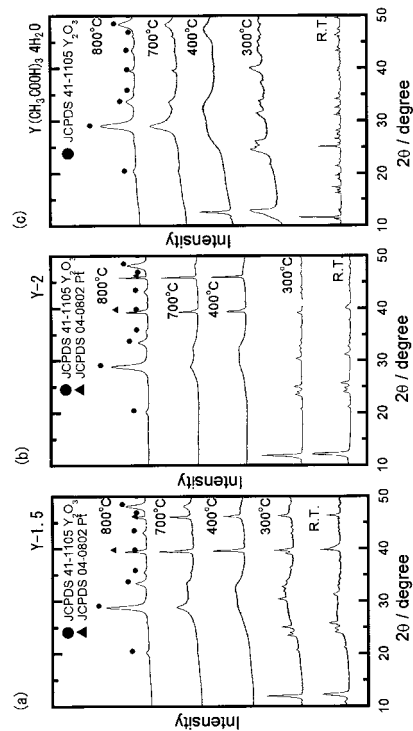 (a)
Y-1.5
● JCPDS 41-1105 Y2O3
▲ JCPDS 04-0802 Pt
800°C
700°C
400°C
300°C
R.T.
Intensity
10 20 30 40 50
2θ / degree
(b)
Y-2
● JCPDS 41-1105 Y2O3
▲ JCPDS 04-0802 Pt
800°C
700°C
400°C
300°C
R.T.
Intensity
10 20 30 40 50
2θ / degree
(c)
Y(CH3COOH)3 4H2O
● JCPDS 41-1105 Y2O3
800°C
700°C
400°C
300°C
R.T.
Intensity
10 20 30 40 50
2θ / degree